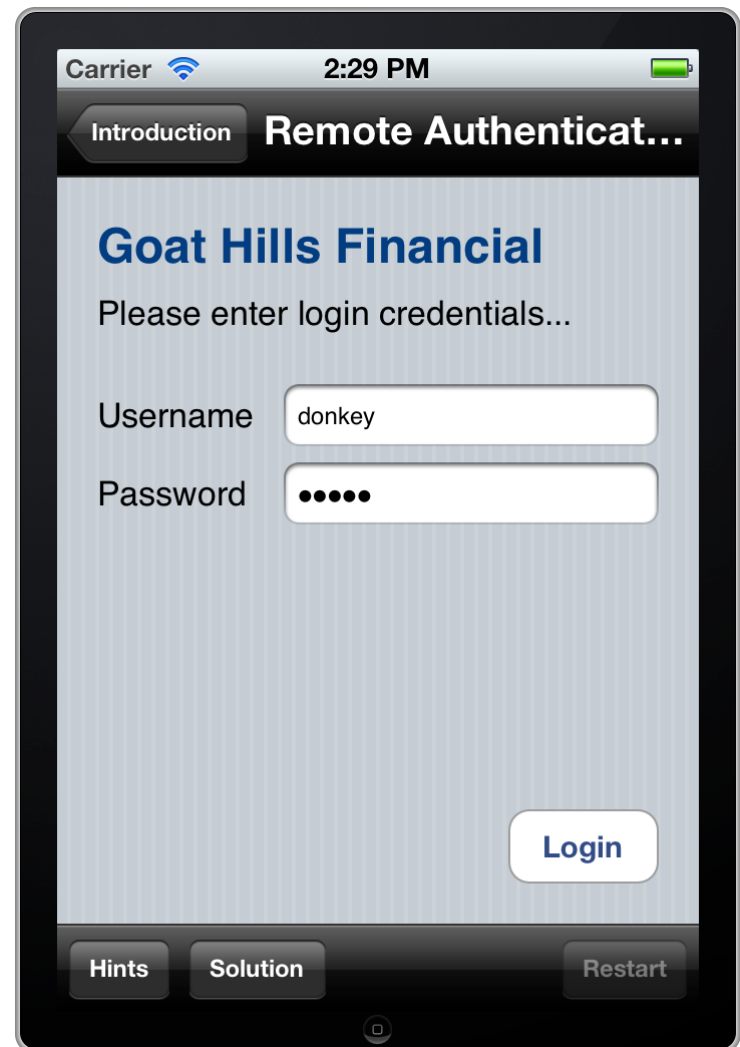 Carrier 2:29 PM
Introduction Remote Authenticat...
Goat Hills Financial
Please enter login credentials...
Username donkey
Password •••••
Login
Hints Solution Restart